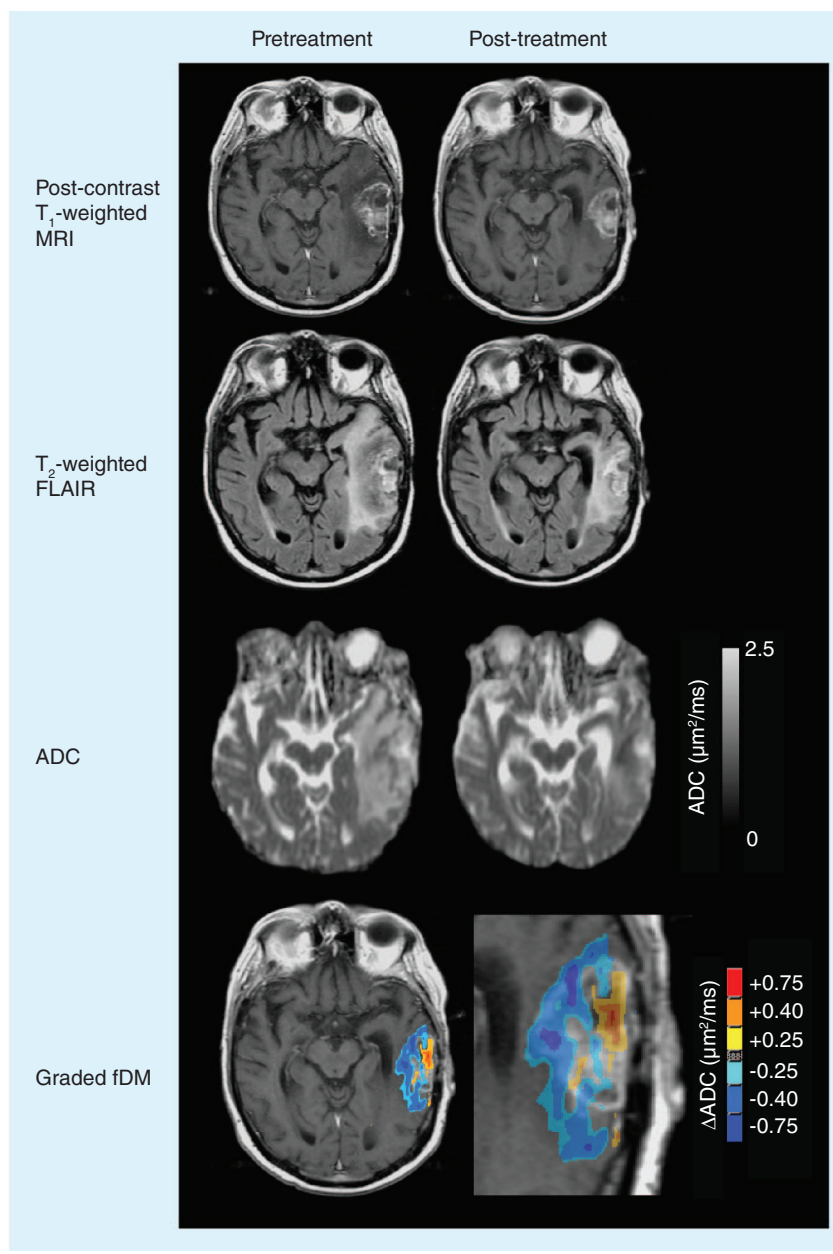 Pretreatment
Post-treatment
Post-contrast
T₁-weighted
MRI
T₂-weighted
FLAIR
ADC
ADC (µm²/ms)
2.5
0
Graded fDM
ΔADC (µm²/ms)
+0.75
+0.40
+0.25
-0.25
-0.40
-0.75